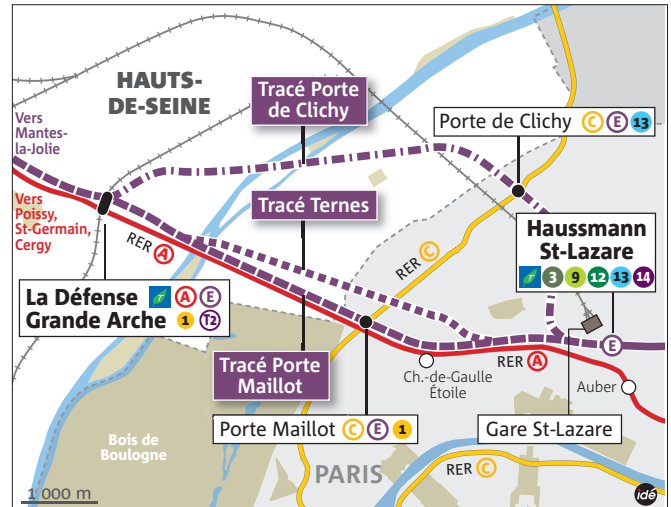 HAUTS-
DE-SEINE
Tracé Porte
de Clichy
Porte de Clichy C E 13
Vers
Mantes-
la-Jolie
Vers
Poissy,
St-Germain,
Cergy
Tracé Ternes
Haussmann
St-Lazare
T 3 9 12 13 14
RER A
RER C
La Défense T A E
Grande Arche 1 T2
E
Tracé Porte
Maillot
Ch.-de-Gaulle
Étoile
RER A
Auber
Porte Maillot C E 1
Gare St-Lazare
Bois de
Boulogne
PARIS
RER C
1 000 m
idé